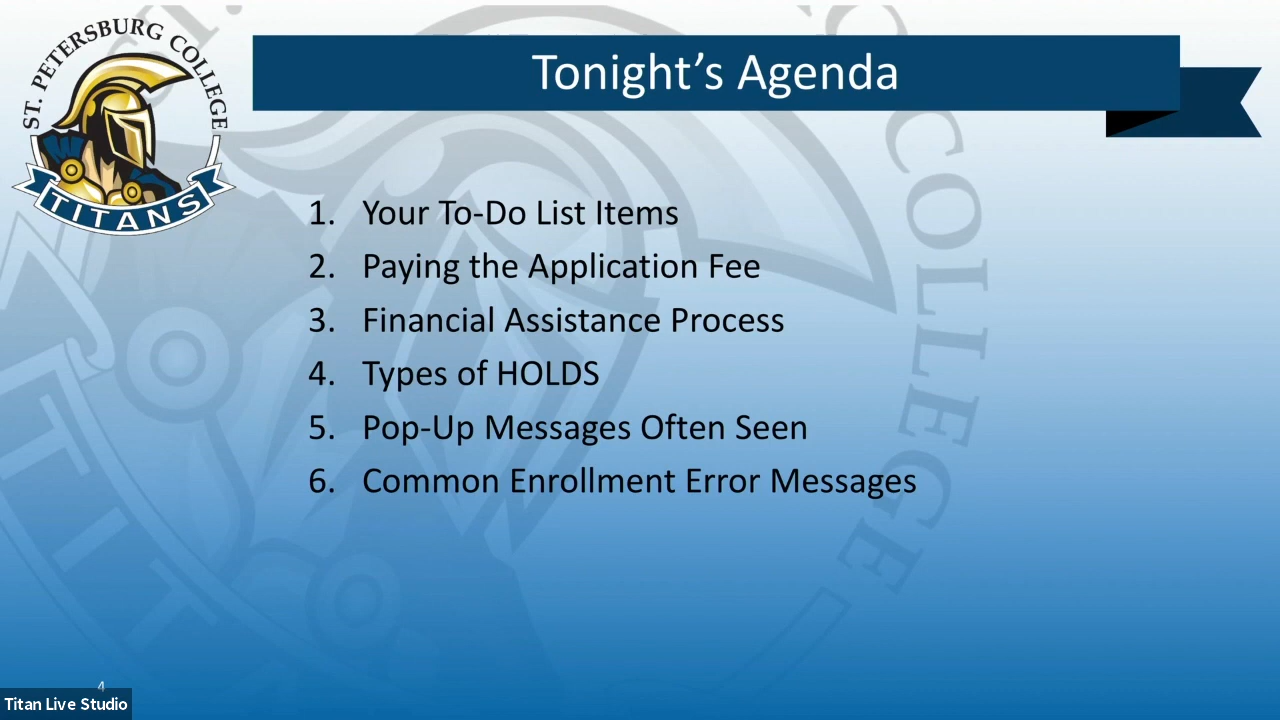 ST. PETERSBURG COLLEGE
TITANS
Tonight's Agenda
1. Your To-Do List Items
2. Paying the Application Fee
3. Financial Assistance Process
4. Types of HOLDS
5. Pop-Up Messages Often Seen
6. Common Enrollment Error Messages
COLLEGE
TIT
4
Titan Live Studio